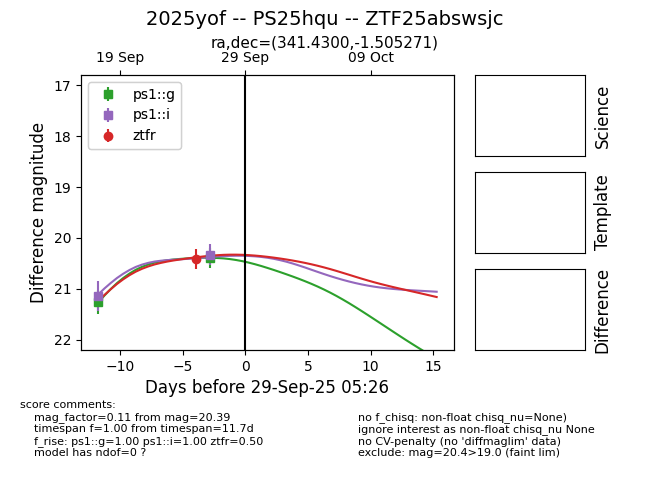 2025yof -- PS25hqu -- ZTF25abswsjc
ra,dec=(341.4300,-1.505271)
19 Sep
29 Sep
09 Oct
ps1::g
ps1::i
ztfr
17
18
19
20
21
22
Difference magnitude
−10
−5
0
5
10
15
Days before 29-Sep-25 05:26
Science
Template
Difference
score comments:
mag_factor=0.11 from mag=20.39
timespan f=1.00 from timespan=11.7d
f_rise: ps1::g=1.00 ps1::i=1.00 ztfr=0.50
model has ndof=0 ?
no f_chisq: non-float chisq_nu=None)
ignore interest as non-float chisq_nu None
no CV-penalty (no 'diffmaglim' data)
exclude: mag=20.4>19.0 (faint lim)